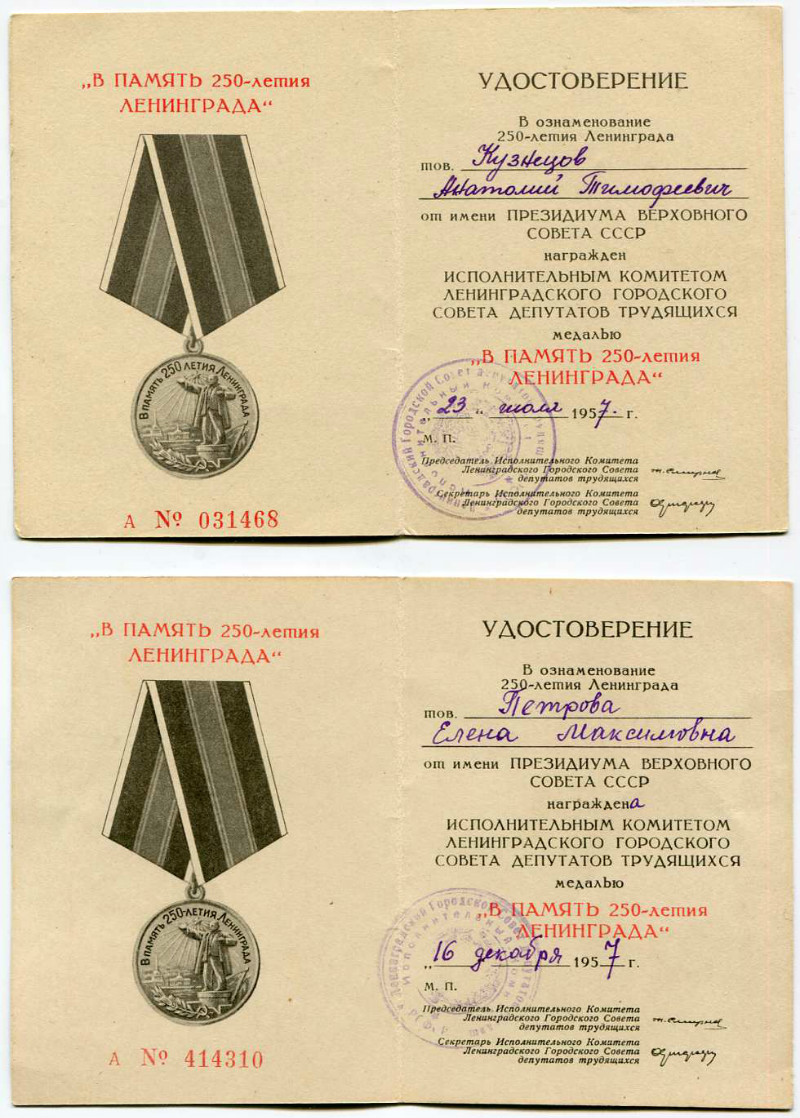 „В ПАМЯТЬ 250-летия
ЛЕНИНГРАДА“
В ПАМЯТЬ 250 ЛЕТИЯ ЛЕНИНГРАДА
А № 031468
УДОСТОВЕРЕНИЕ
В ознаменование
250-летия Ленинграда
тов. Кузнецов
Анатолий Тимофеевич
от имени ПРЕЗИДИУМА ВЕРХОВНОГО
СОВЕТА СССР
награжден
ИСПОЛНИТЕЛЬНЫМ КОМИТЕТОМ
ЛЕНИНГРАДСКОГО ГОРОДСКОГО
СОВЕТА ДЕПУТАТОВ ТРУДЯЩИХСЯ
медалью
„В ПАМЯТЬ 250-летия
ЛЕНИНГРАДА“
„23“ июля 1957. г.
М. П.
Председатель Исполнительного Комитета
Ленинградского Городского Совета
депутатов трудящихся
Секретарь Исполнительного Комитета
Ленинградского Городского Совета
депутатов трудящихся
„В ПАМЯТЬ 250-летия
ЛЕНИНГРАДА“
В ПАМЯТЬ 250-ЛЕТИЯ ЛЕНИНГРАДА
А № 414310
УДОСТОВЕРЕНИЕ
В ознаменование
250-летия Ленинграда
тов. Петрова
Елена Максимовна
от имени ПРЕЗИДИУМА ВЕРХОВНОГО
СОВЕТА СССР
награждена
ИСПОЛНИТЕЛЬНЫМ КОМИТЕТОМ
ЛЕНИНГРАДСКОГО ГОРОДСКОГО
СОВЕТА ДЕПУТАТОВ ТРУДЯЩИХСЯ
медалью
„В ПАМЯТЬ 250-летия
ЛЕНИНГРАДА“
„16 декабря 1957 г.
М. П.
Председатель Исполнительного Комитета
Ленинградского Городского Совета
депутатов трудящихся
Секретарь Исполнительного Комитета
Ленинградского Городского Совета
депутатов трудящихся